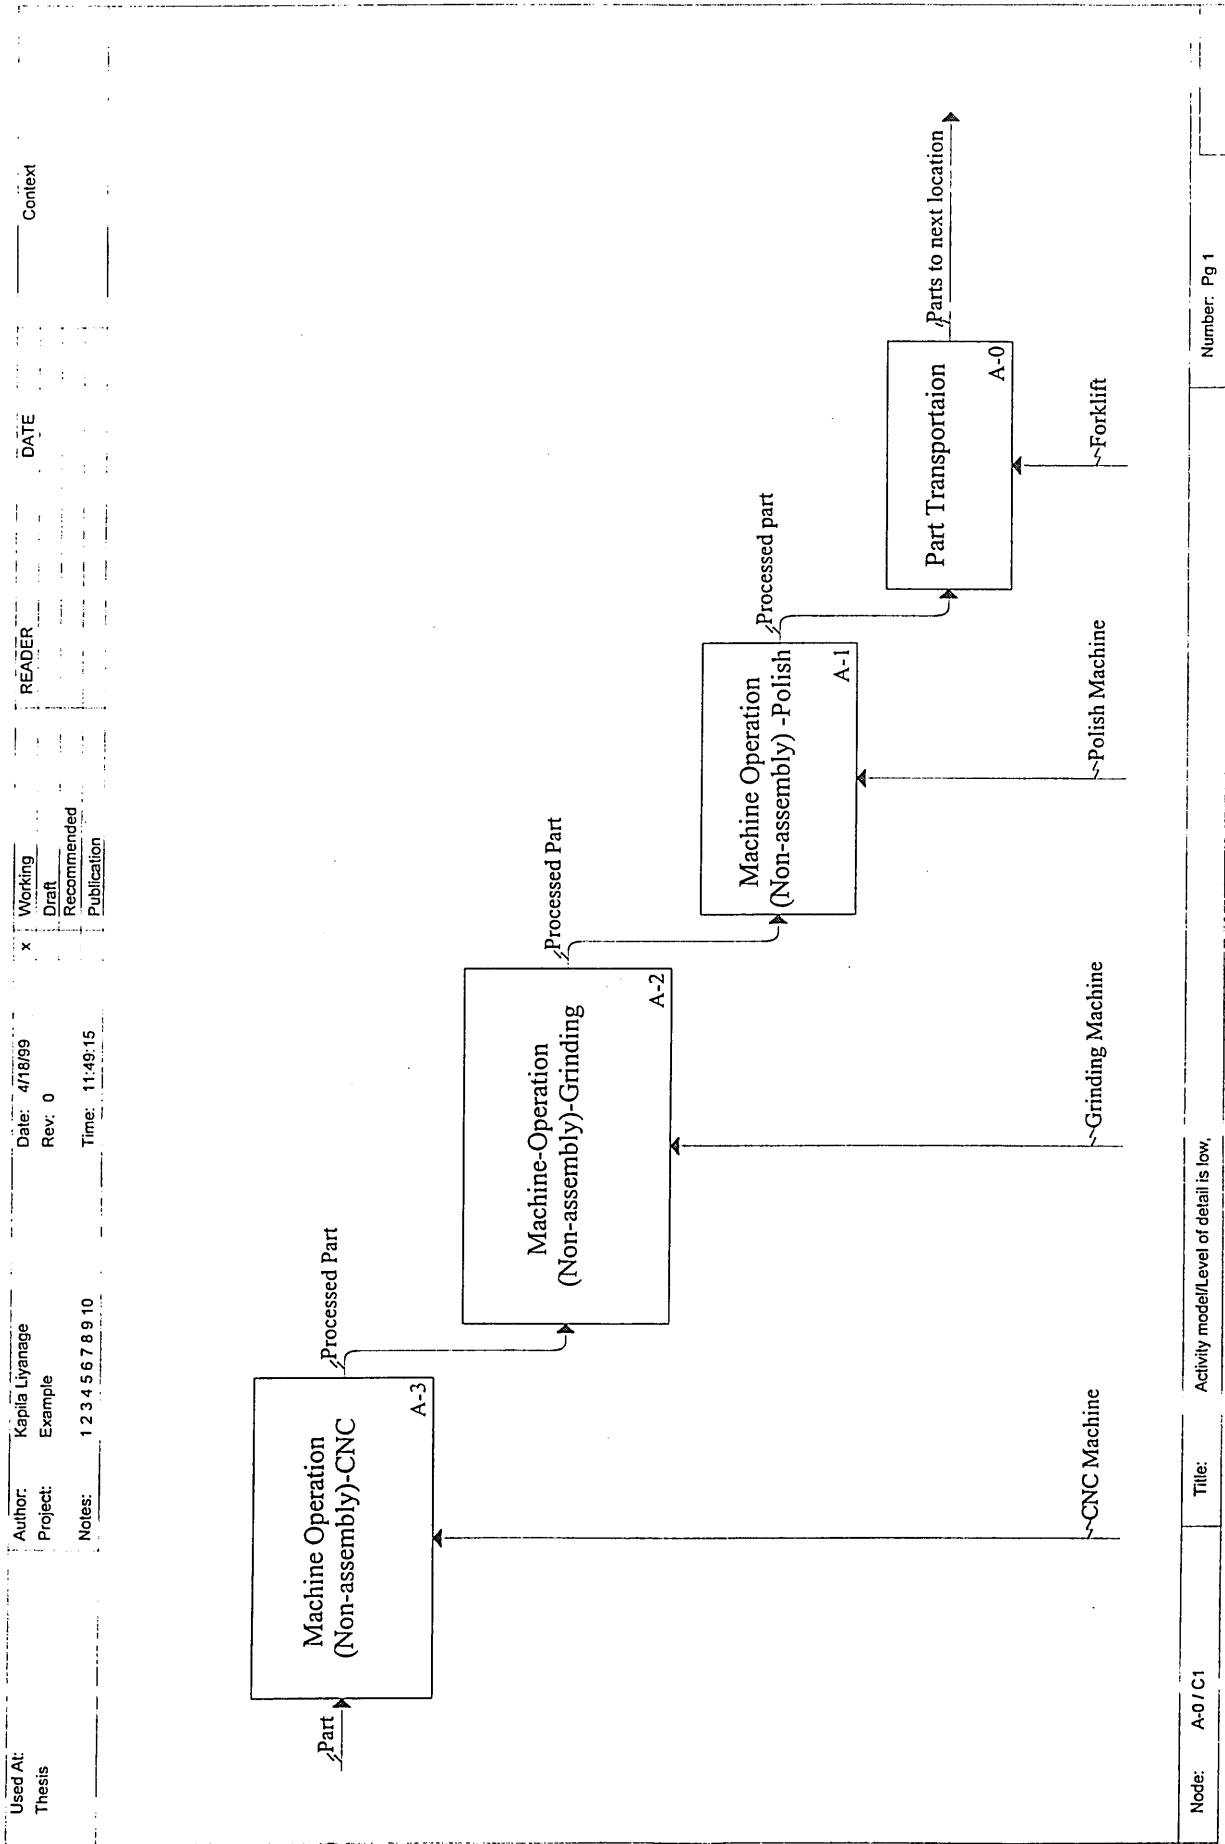 Used At:
Thesis
Author: Kapila Liyanage
Project: Example
Notes: 1 2 3 4 5 6 7 8 9 10
Date: 4/18/99
Rev: 0
Time: 11:49:15
x Working
Draft
Recommended
Publication
READER DATE
Context
Part
Machine Operation
(Non-assembly)-CNC
A-3
Processed Part
Machine-Operation
(Non-assembly)-Grinding
A-2
Processed Part
Machine Operation
(Non-assembly) -Polish
A-1
Processed part
Part Transportaion
A-0
Parts to next location
CNC Machine
Grinding Machine
Polish Machine
Forklift
Node: A-0 / C1
Title: Activity model/Level of detail is low,
Number: Pg 1